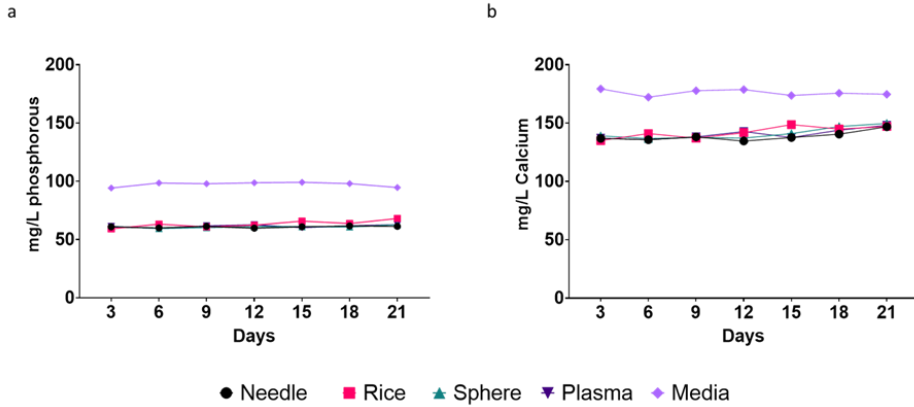 a
mg/L phosphorous
200
150
100
50
0
3 6 9 12 15 18 21
Days
b
mg/L Calcium
200
150
100
50
0
3 6 9 12 15 18 21
Days
Needle Rice Sphere Plasma Media